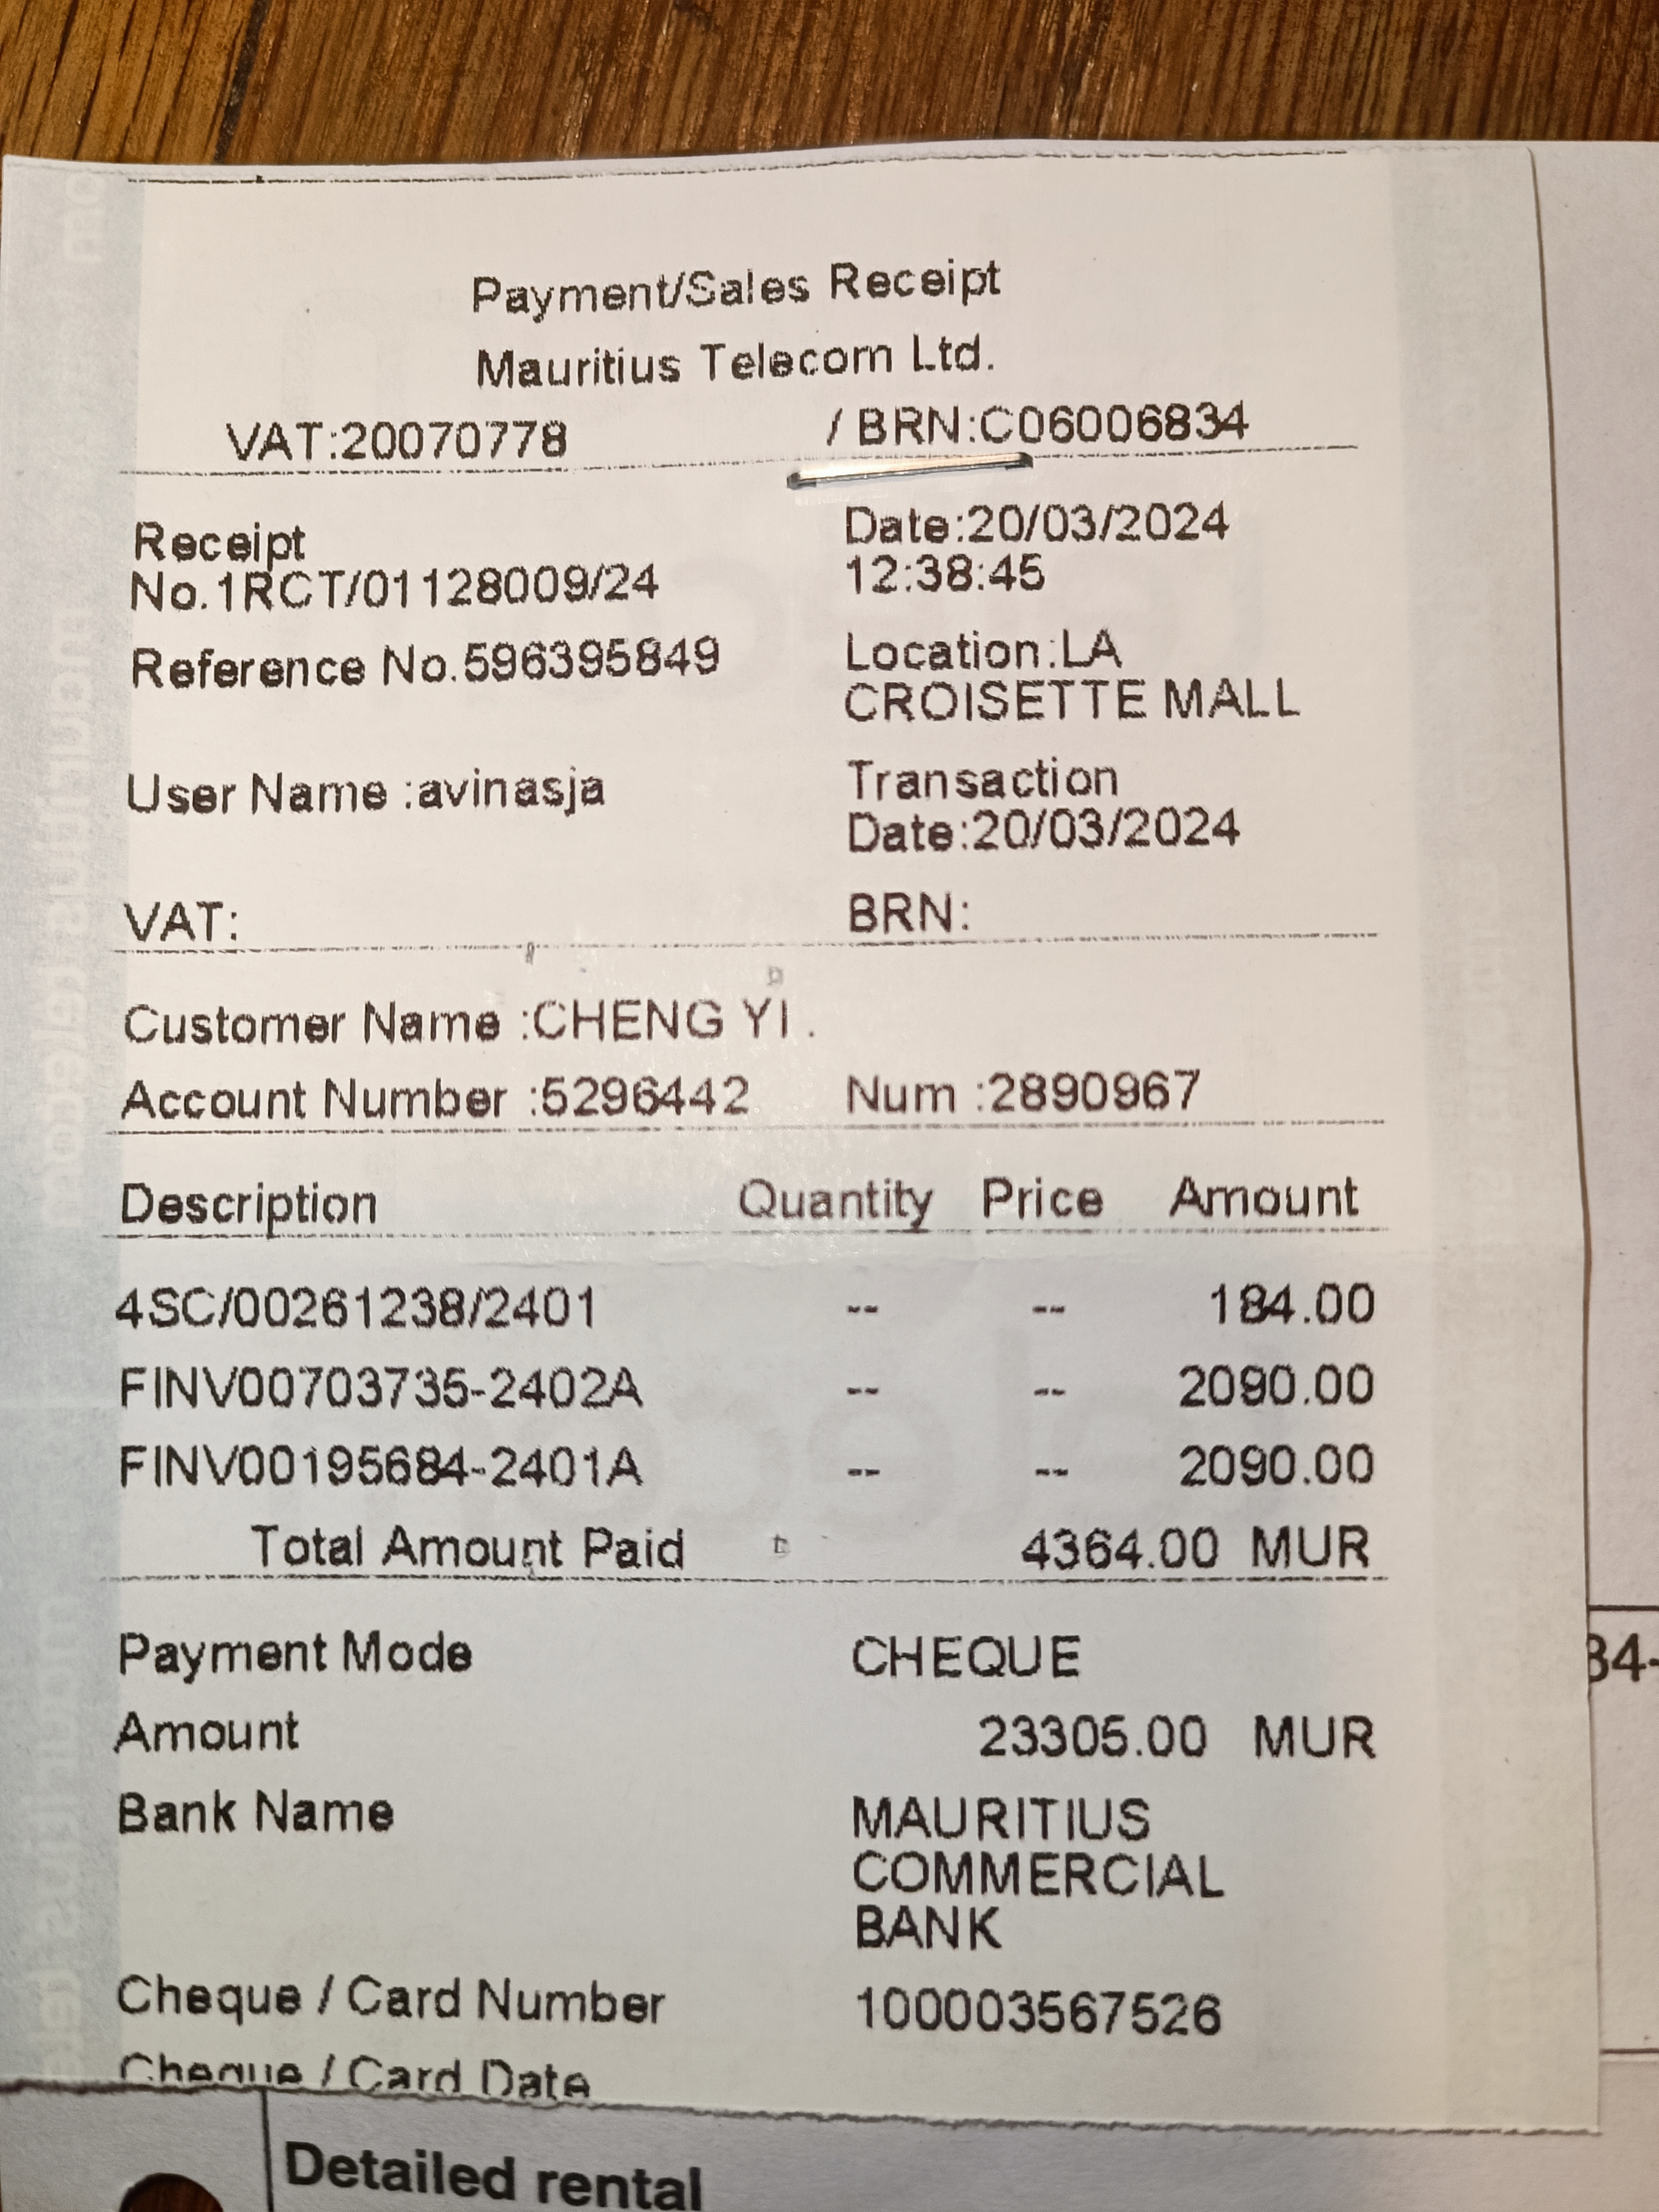 Payment/Sales Receipt
Mauritius Telecom Ltd.
VAT:20070778 / BRN:C06006834
Receipt
No.1RCT/01128009/24
Date:20/03/2024
12:38:45
Reference No.596395849
Location:LA
CROISETTE MALL
User Name :avinasja
Transaction
Date:20/03/2024
VAT: BRN:
Customer Name :CHENG YI .
Account Number :5296442 Num :2890967
Description Quantity Price Amount
4SC/00261238/2401 -- -- 184.00
FINV00703735-2402A -- -- 2090.00
FINV00195684-2401A -- -- 2090.00
Total Amount Paid 4364.00 MUR
Payment Mode CHEQUE
Amount 23305.00 MUR
Bank Name MAURITIUS
COMMERCIAL
BANK
Cheque / Card Number 100003567526
Cheque / Card Date
Detailed rental